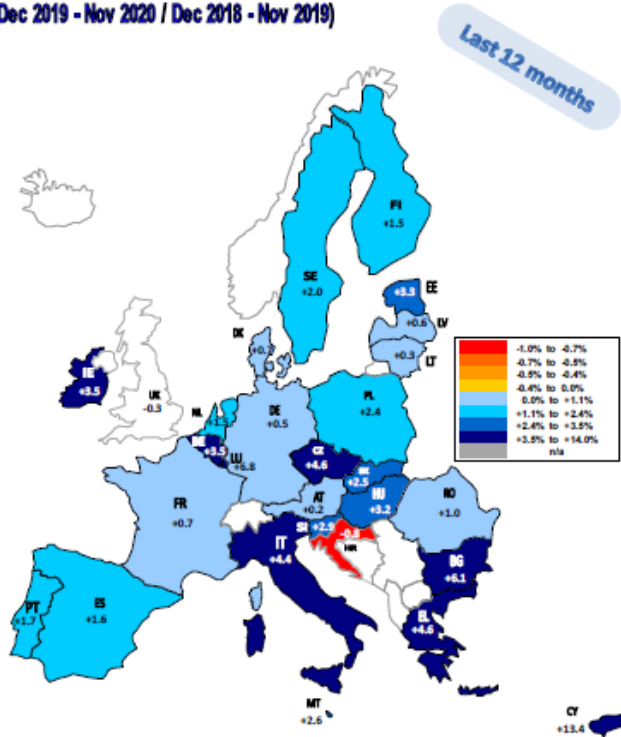 Dec 2019 - Nov 2020 / Dec 2018 - Nov 2019)
Last 12 months
FI
+1.5
SE
+2.0
EE
+3.3
LV
+0.6
LT
+0.3
DK
IE
+3.5
UK
-0.3
NL
+1.5
BE
+3.5
LU
+6.8
DE
+0.5
PL
+2.4
-1.0% to -0.7%
-0.7% to -0.5%
-0.5% to -0.4%
-0.4% to 0.0%
0.0% to +1.1%
+1.1% to +2.4%
+2.4% to +3.5%
+3.5% to +14.0%
n/a
CZ
+4.6
SK
+2.5
AT
+0.2
HU
+3.2
RO
+1.0
FR
+0.7
SI
+2.9
-0.8
HR
IT
+4.4
BG
+6.1
EL
+4.6
PT
+1.7
ES
+1.6
MT
+2.6
CY
+13.4